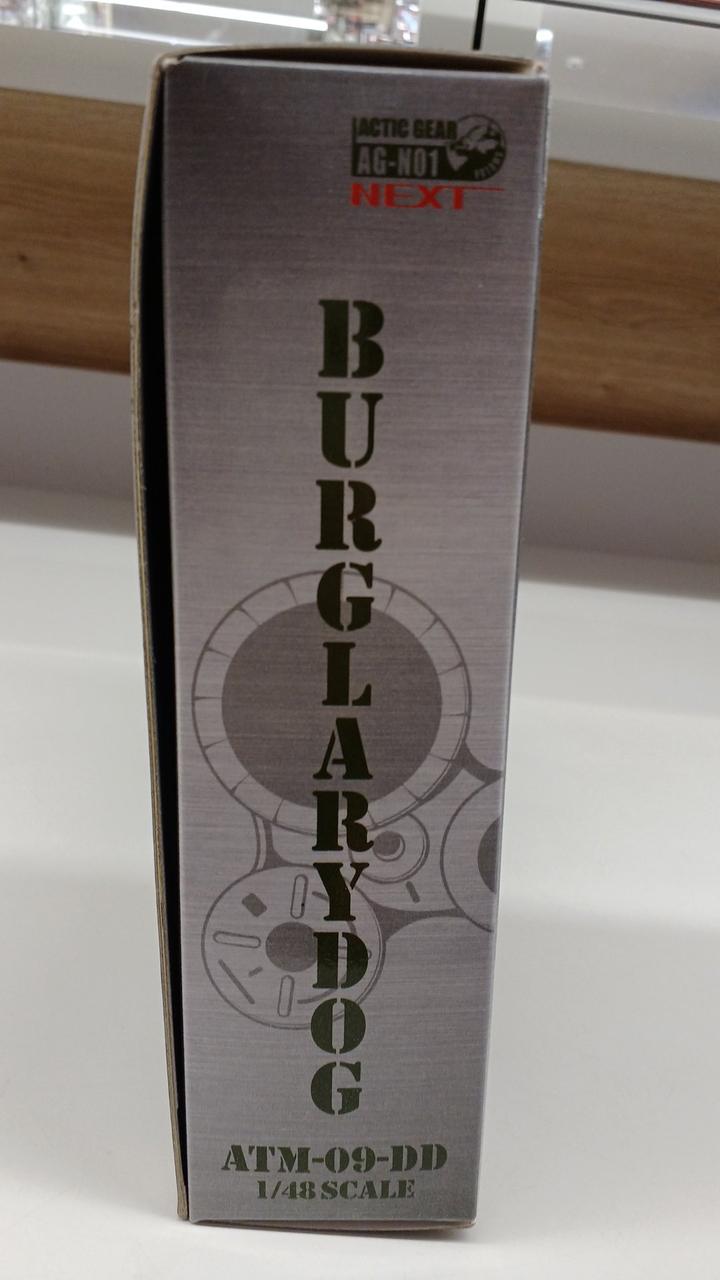 ACTIC GEAR
AG-N01
NEXT
BURGLARYDOG
ATM-09-DD
1/48 SCALE